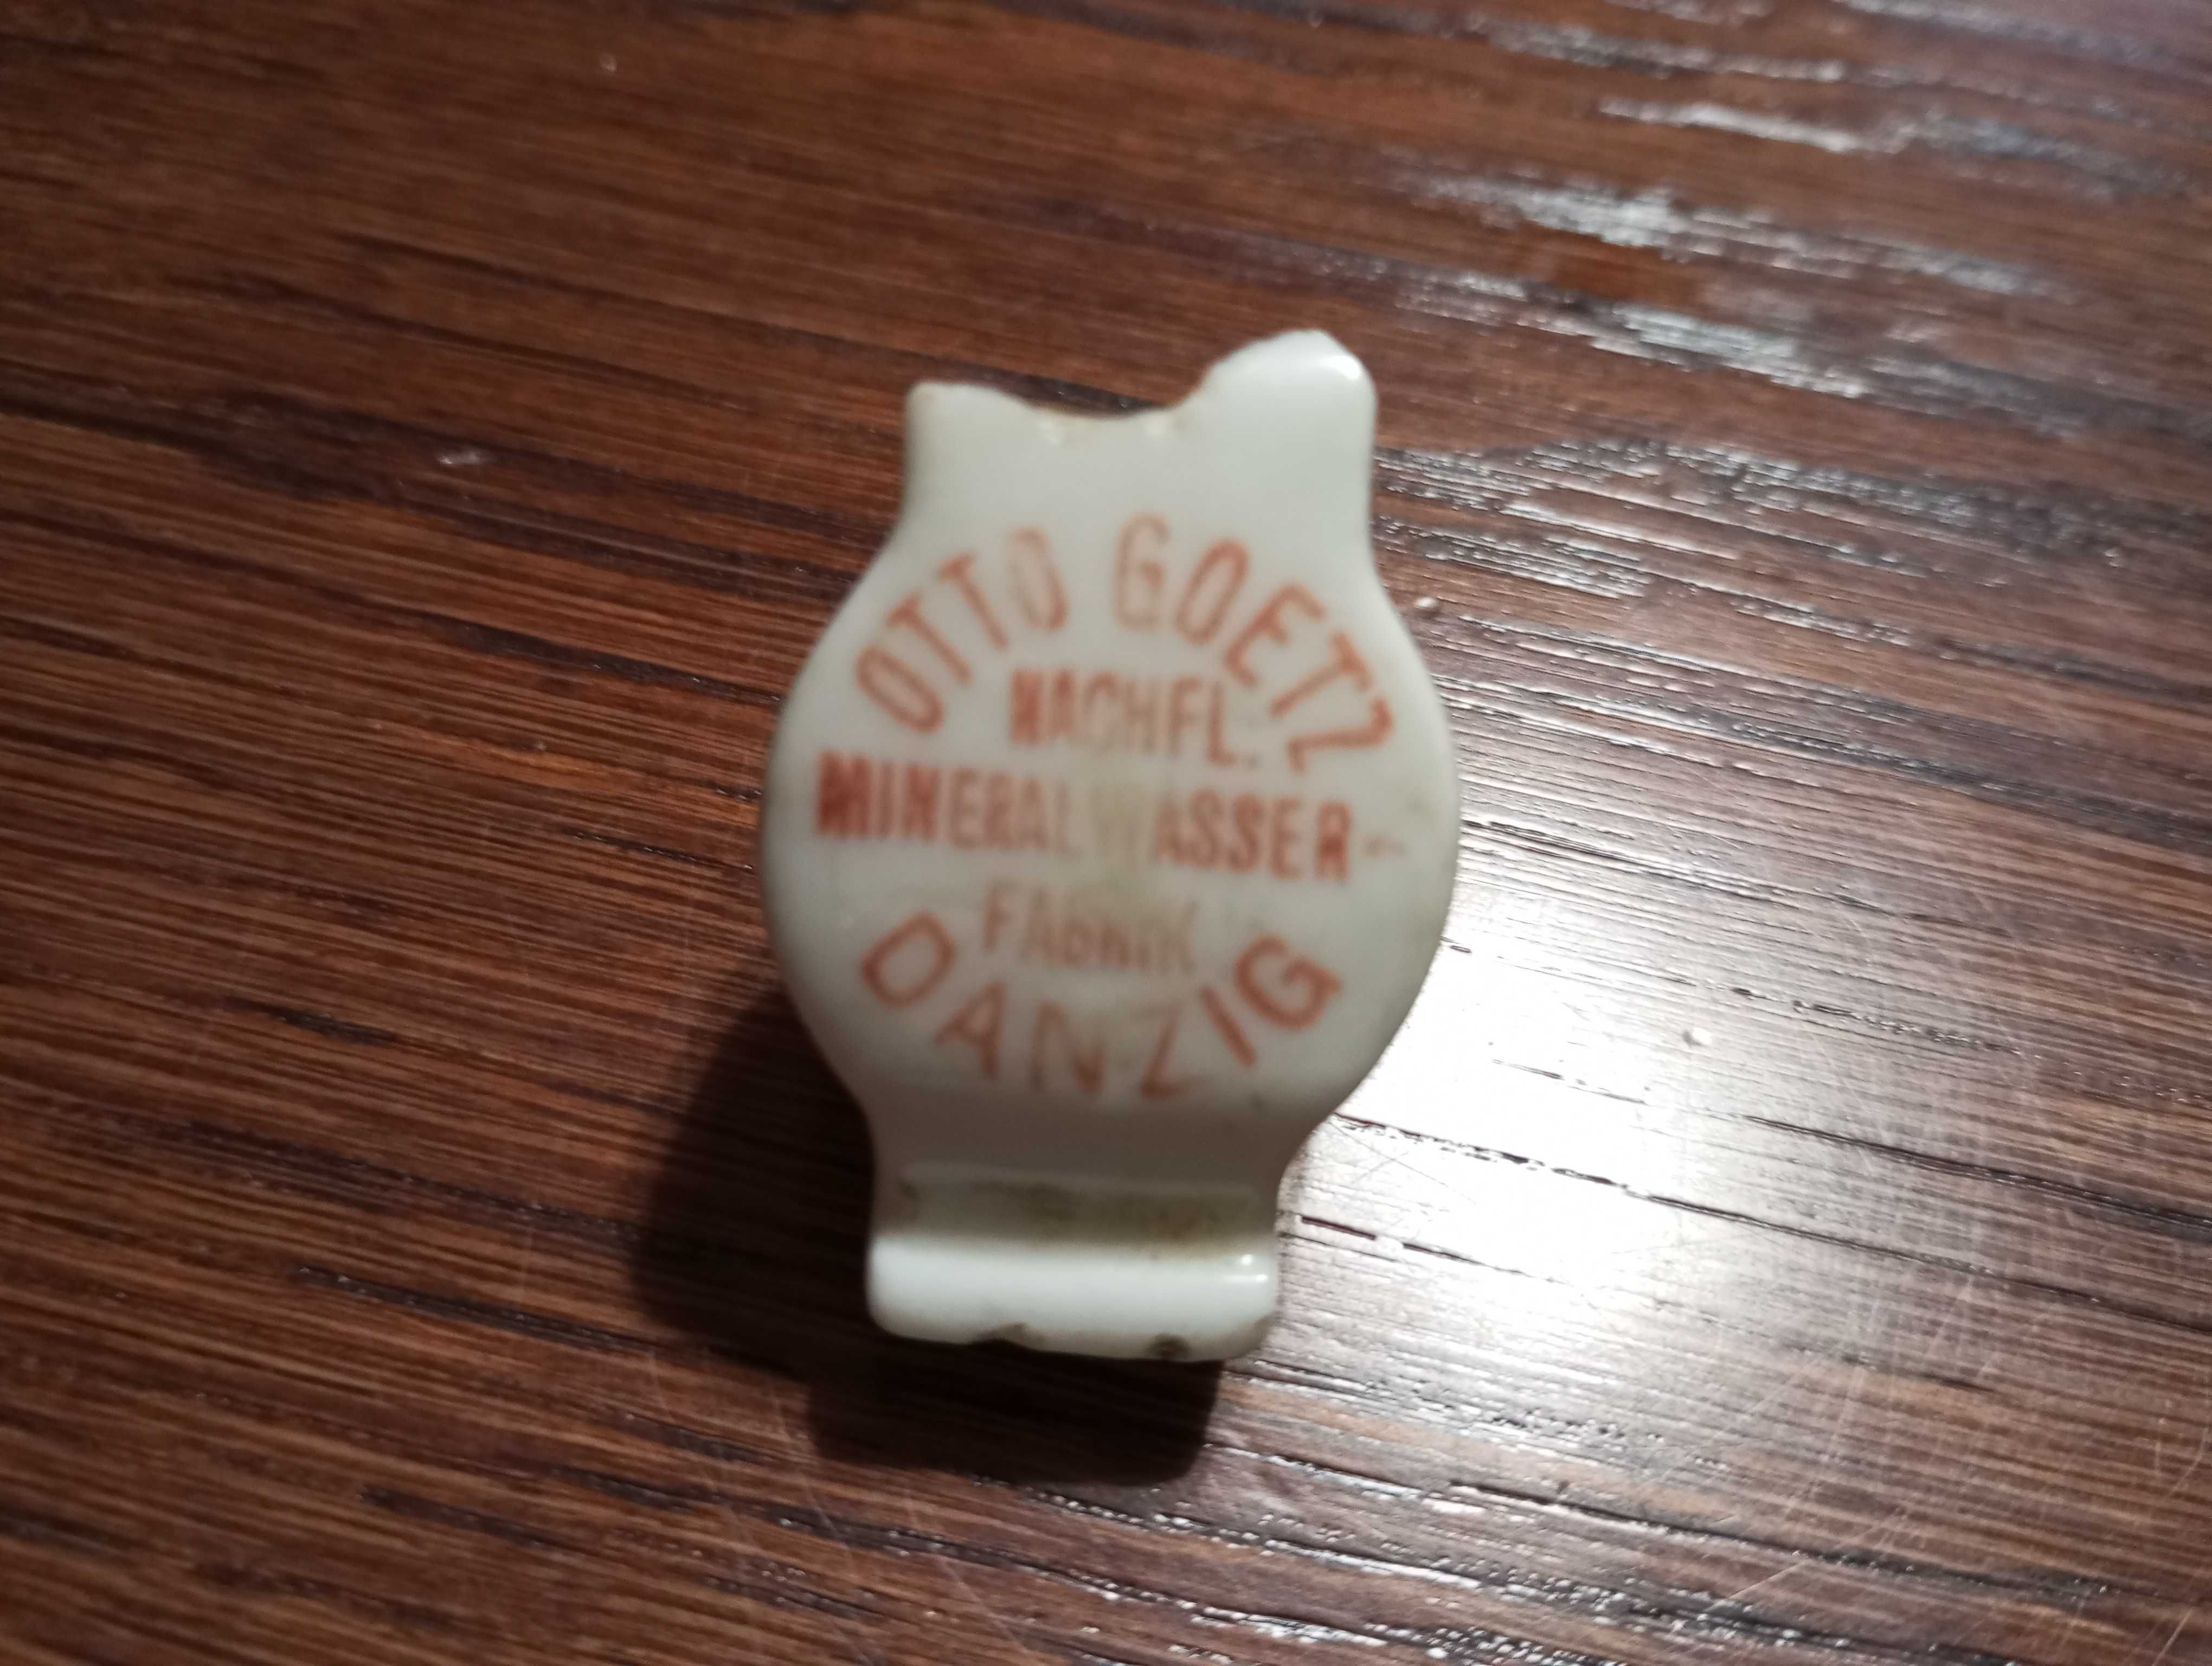 OTTO GOETZ
NACHFL.
MINERALWASSER-
FABRIK
DANZIG